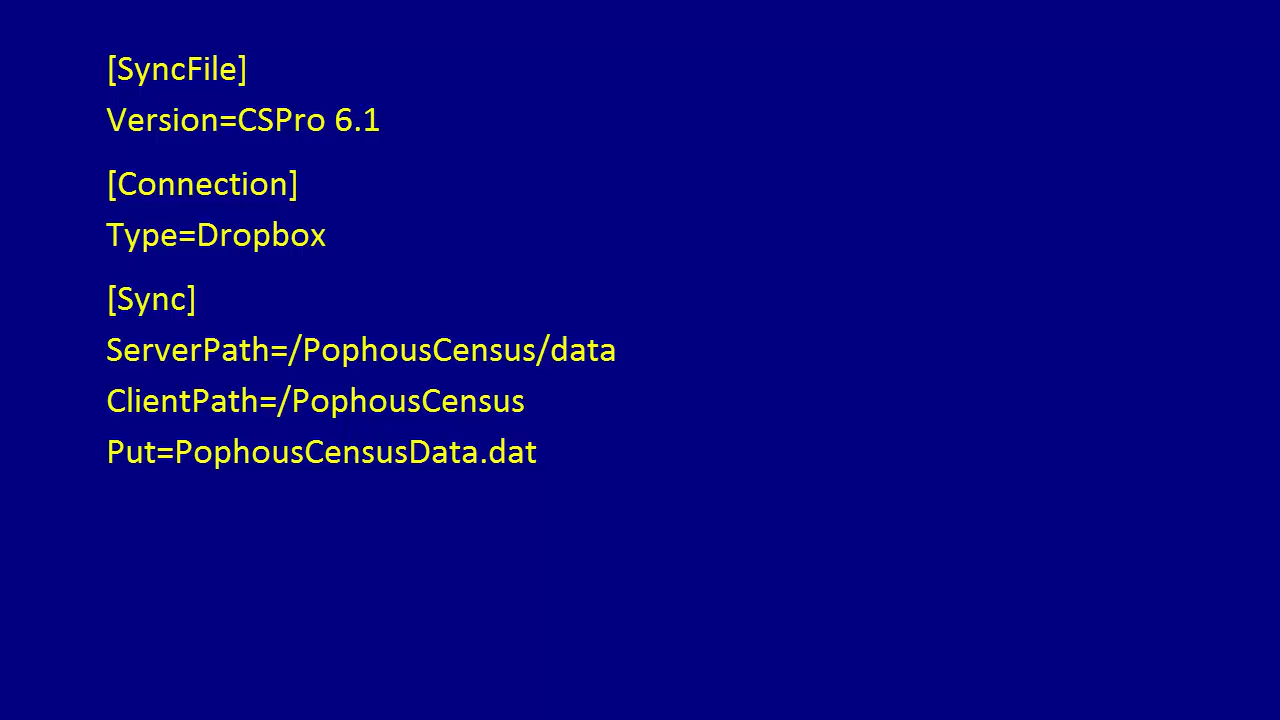 [SyncFile]
Version=CSPro 6.1
[Connection]
Type=Dropbox
[Sync]
ServerPath=/PophousCensus/data
ClientPath=/PophousCensus
Put=PophousCensusData.dat